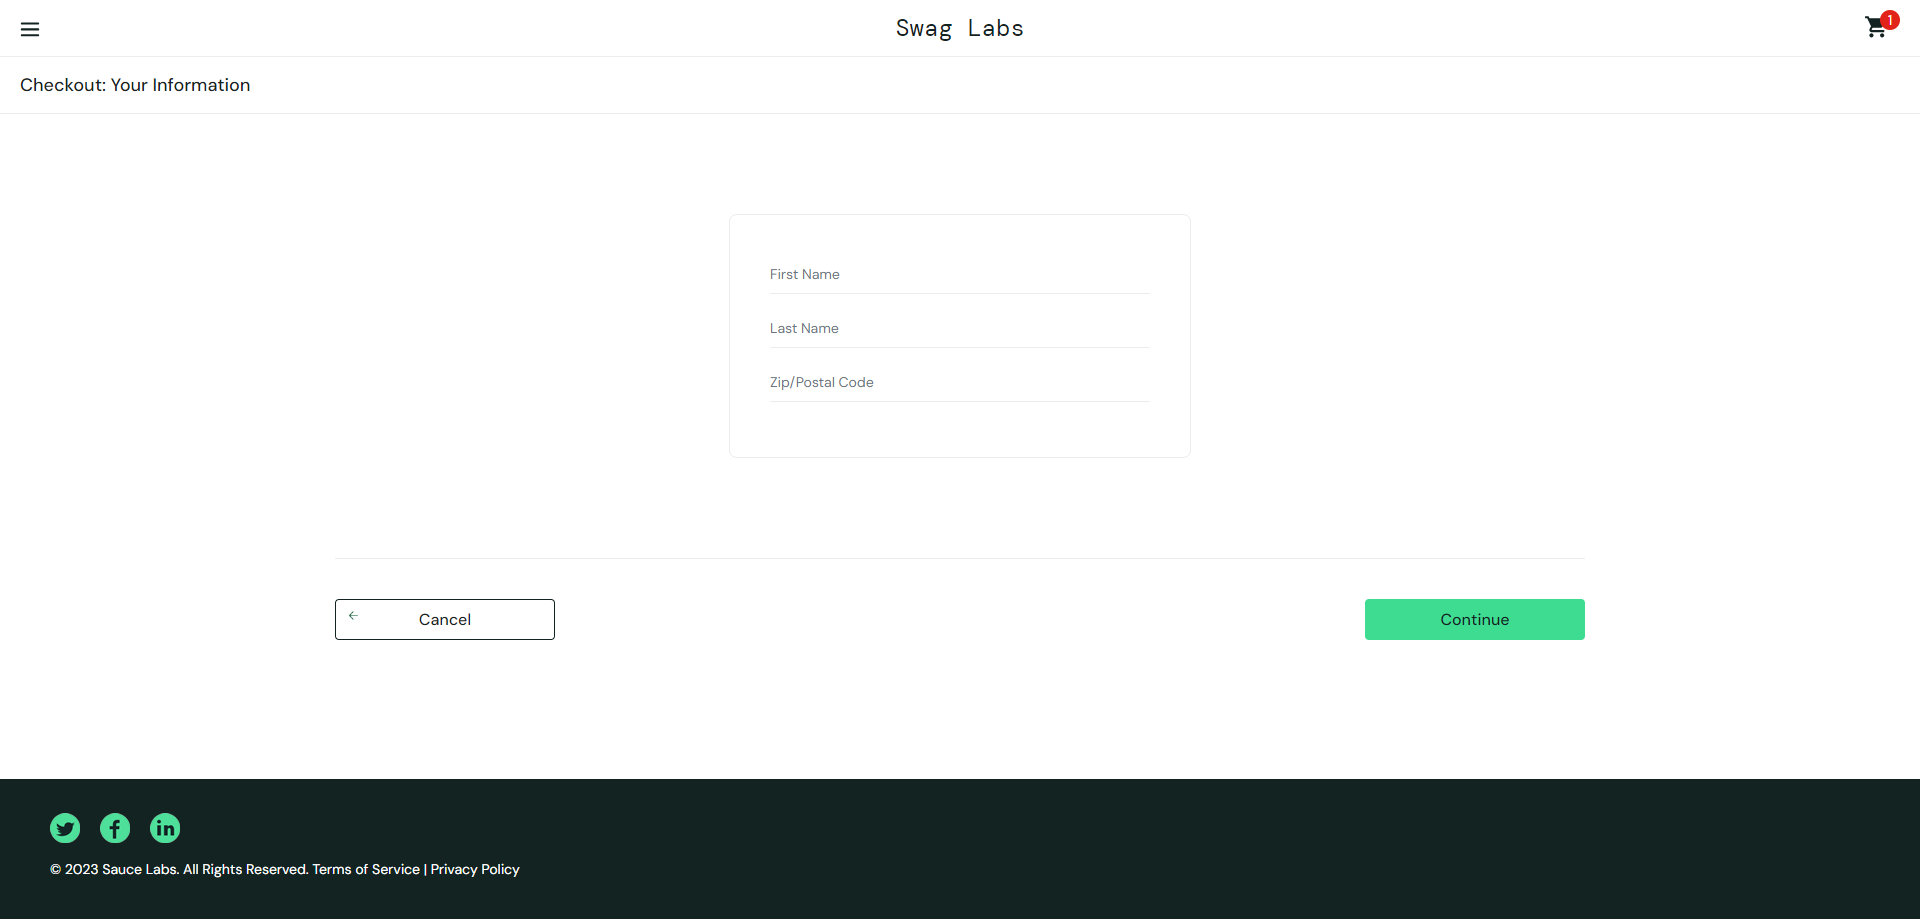 Swag Labs
1
Checkout: Your Information
First Name
Last Name
Zip/Postal Code
Cancel
Continue
© 2023 Sauce Labs. All Rights Reserved. Terms of Service | Privacy Policy